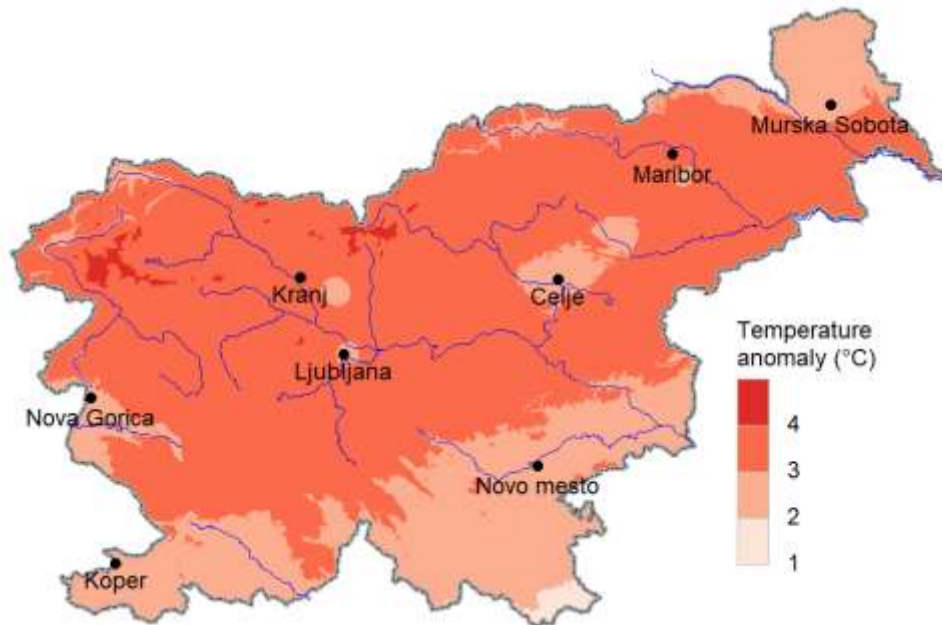 Murska Sobota
Maribor
Kranj
Celje
Ljubljana
Nova Gorica
Novo mesto
Koper
Temperature
anomaly (°C)
4
3
2
1